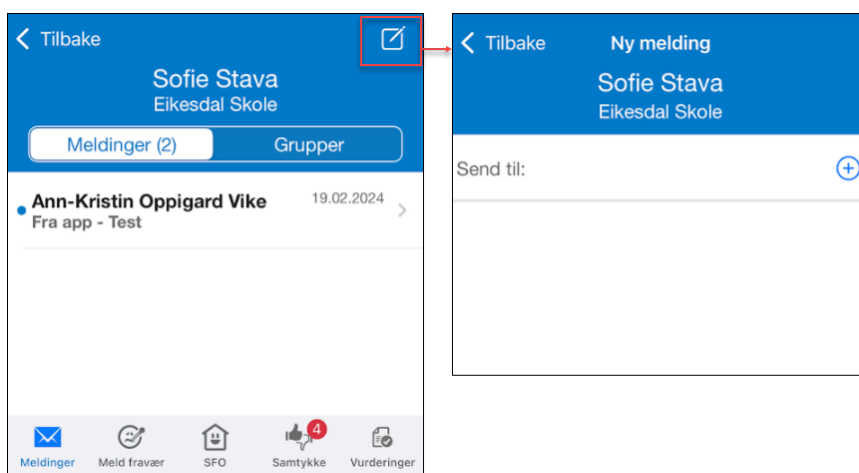 Tilbake
Sofie Stava
Eikesdal Skole
Meldinger (2)
Grupper
Ann-Kristin Oppigard Vike
19.02.2024
Fra app - Test
4
Meldinger
Meld fravær
SFO
Samtykke
Vurderinger
Tilbake
Ny melding
Sofie Stava
Eikesdal Skole
Send til: